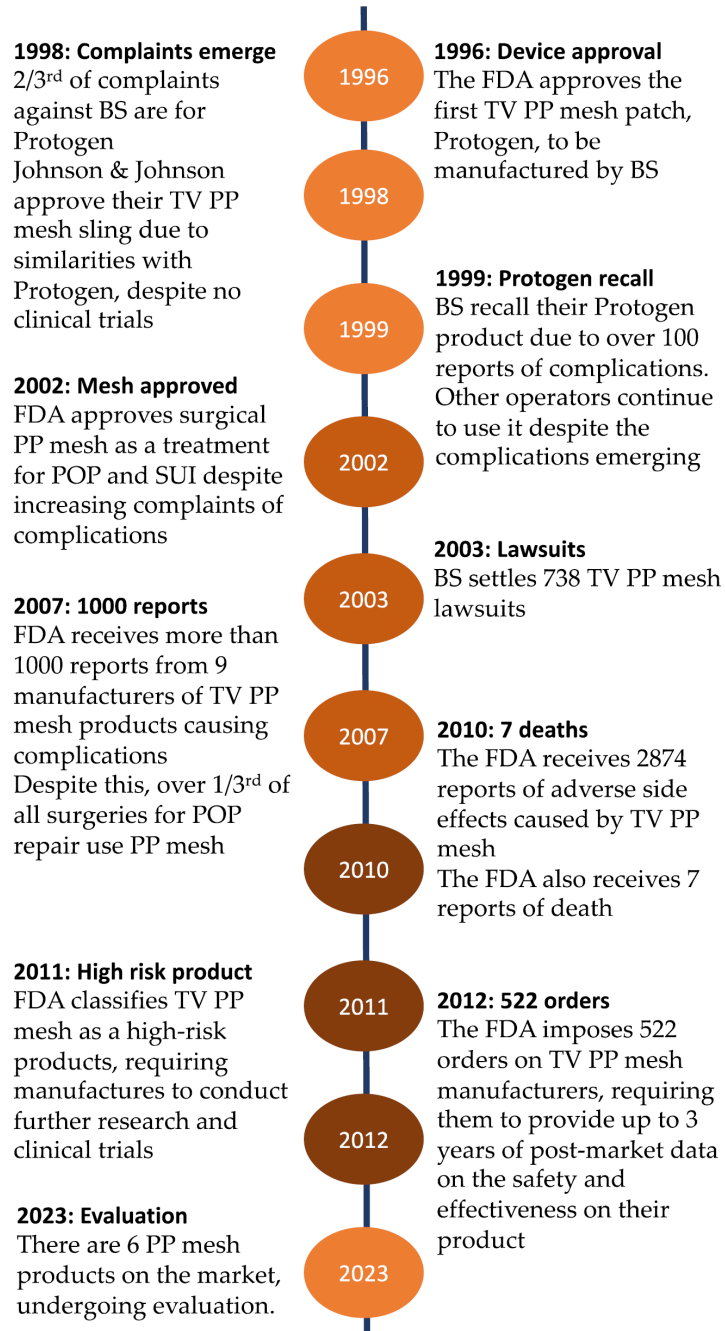 1996
1998
1999
2002
2003
2007
2010
2011
2012
2023
1996: Device approval
The FDA approves the
first TV PP mesh patch,
Protogen, to be
manufactured by BS
1998: Complaints emerge
2/3rd of complaints
against BS are for
Protogen
Johnson & Johnson
approve their TV PP
mesh sling due to
similarities with
Protogen, despite no
clinical trials
1999: Protogen recall
BS recall their Protogen
product due to over 100
reports of complications.
Other operators continue
to use it despite the
complications emerging
2002: Mesh approved
FDA approves surgical
PP mesh as a treatment
for POP and SUI despite
increasing complaints of
complications
2003: Lawsuits
BS settles 738 TV PP mesh
lawsuits
2007: 1000 reports
FDA receives more than
1000 reports from 9
manufacturers of TV PP
mesh products causing
complications
Despite this, over 1/3rd of
all surgeries for POP
repair use PP mesh
2010: 7 deaths
The FDA receives 2874
reports of adverse side
effects caused by TV PP
mesh
The FDA also receives 7
reports of death
2011: High risk product
FDA classifies TV PP
mesh as a high-risk
products, requiring
manufactures to conduct
further research and
clinical trials
2012: 522 orders
The FDA imposes 522
orders on TV PP mesh
manufacturers, requiring
them to provide up to 3
years of post-market data
on the safety and
effectiveness on their
product
2023: Evaluation
There are 6 PP mesh
products on the market,
undergoing evaluation.